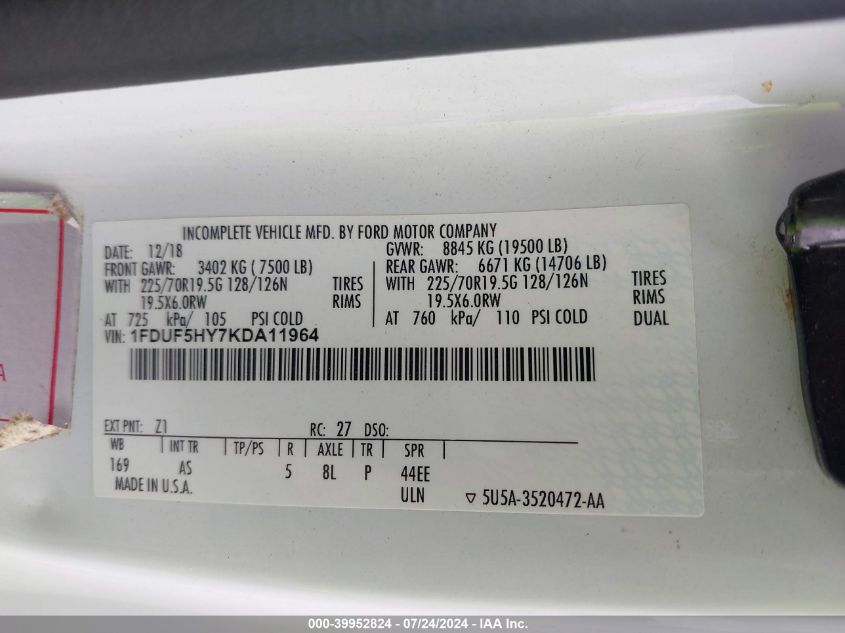 INCOMPLETE VEHICLE MFD. BY FORD MOTOR COMPANY
DATE: 12/18 GVWR: 8845 KG (19500 LB)
FRONT GAWR: 3402 KG ( 7500 LB) REAR GAWR: 6671 KG (14706 LB)
WITH 225/70R19.5G 128/126N TIRES WITH 225/70R19.5G 128/126N TIRES
19.5X6.0RW RIMS 19.5X6.0RW RIMS
AT 725 kPa/ 105 PSI COLD AT 760 kPa/ 110 PSI COLD DUAL
VIN: 1FDUF5HY7KDA11964
EXT PNT: Z1 RC: 27 DSO:
WB INT TR TP/PS R AXLE TR SPR
169 AS 5 8L P 44EE
MADE IN U.S.A. ULN ▽ 5U5A-3520472-AA
A
000-39952824 - 07/24/2024 - IAA Inc.